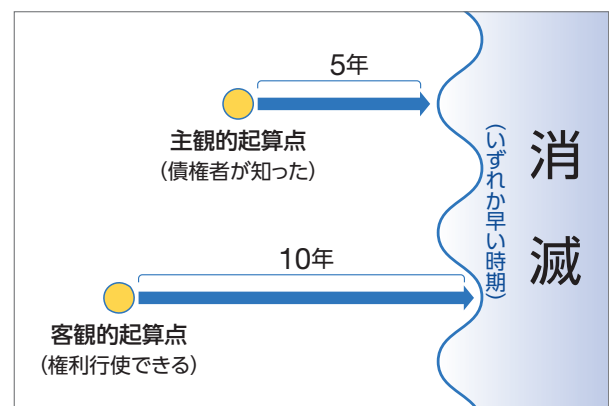 5年
主観的起算点
(債権者が知った)
10年
客観的起算点
(権利行使できる)
(いずれか早い時期)
消滅